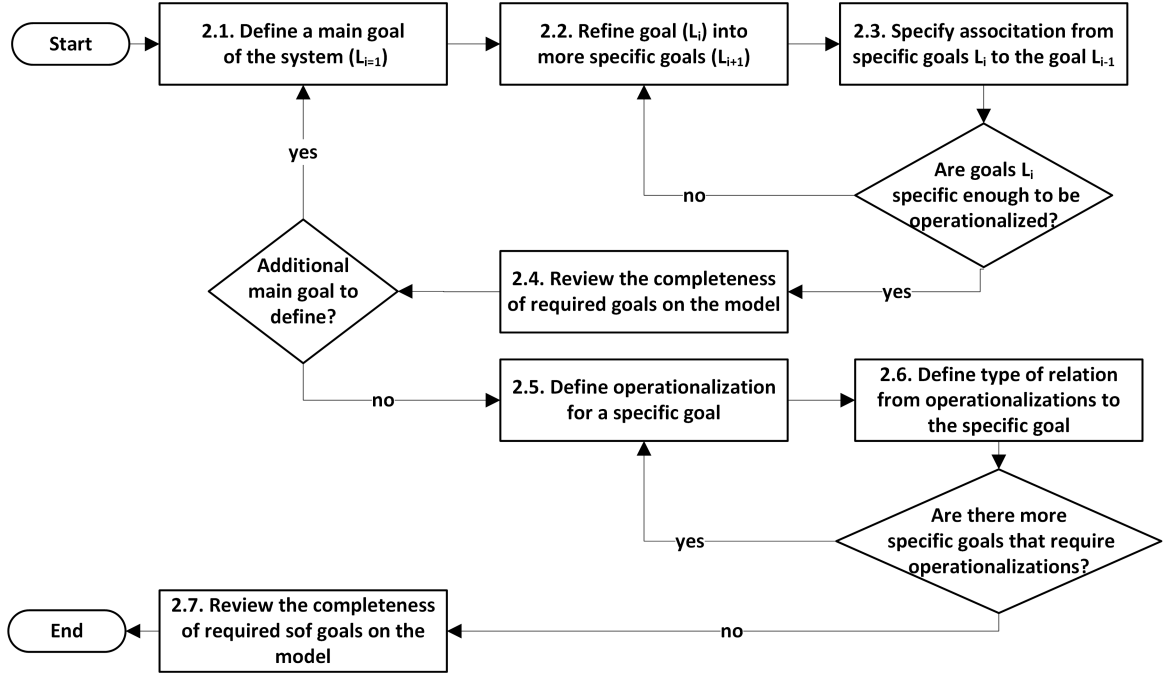 Start
2.1. Define a main goal
of the system (Lᵢ₌₁)
2.2. Refine goal (Lᵢ) into
more specific goals (Lᵢ₊₁)
2.3. Specify associtation from
specific goals Lᵢ to the goal Lᵢ₋₁
yes
Are goals Lᵢ
specific enough to be
operationalized?
no
Additional
main goal to
define?
2.4. Review the completeness
of required goals on the model
yes
no
2.5. Define operationalization
for a specific goal
2.6. Define type of relation
from operationalizations to
the specific goal
yes
Are there more
specific goals that require
operationalizations?
End
2.7. Review the completeness
of required sof goals on the
model
no